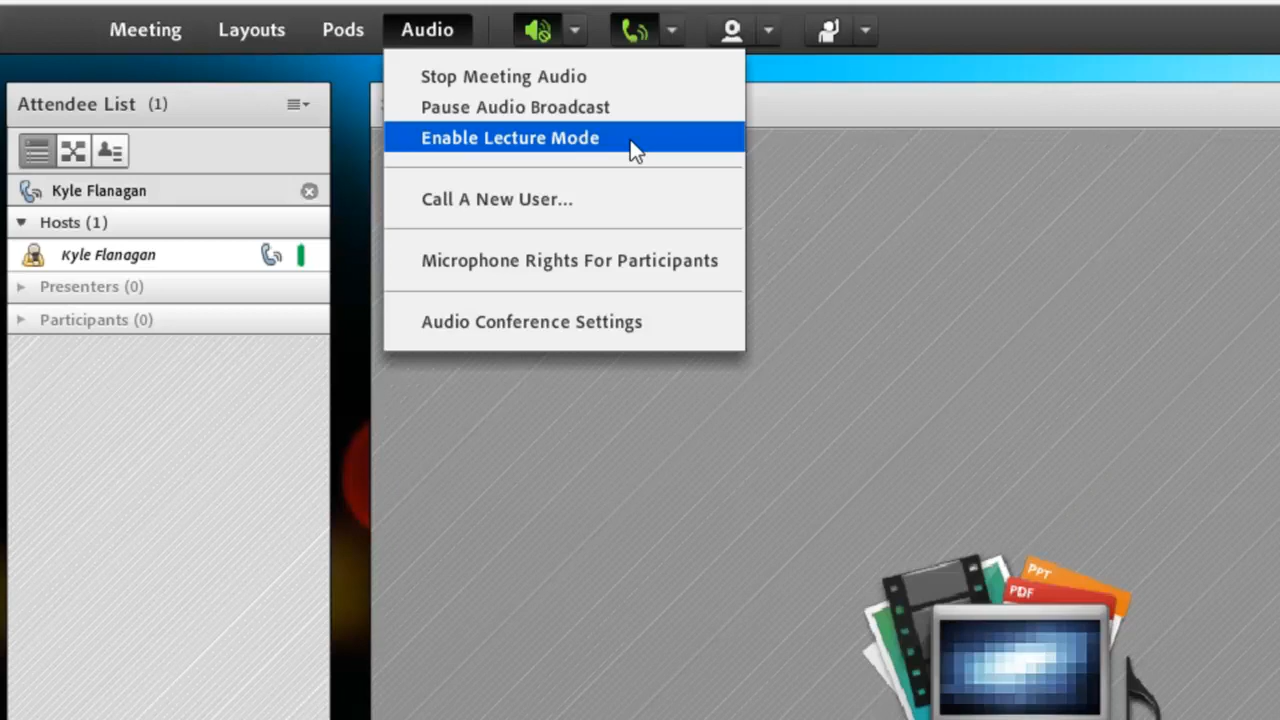 Meeting Layouts Pods Audio
Attendee List (1)
Kyle Flanagan
Hosts (1)
Kyle Flanagan
Presenters (0)
Participants (0)
Stop Meeting Audio
Pause Audio Broadcast
Enable Lecture Mode
Call A New User...
Microphone Rights For Participants
Audio Conference Settings
PPT
PDF